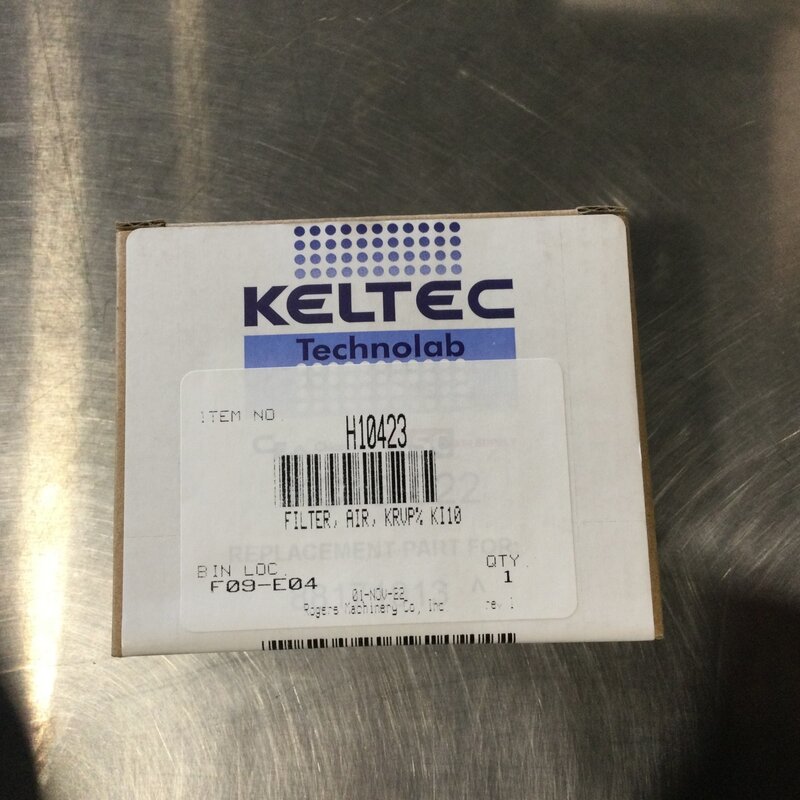 KELTEC
Technolab
ITEM NO.
H10423
FILTER, AIR, KRVP% KI10
REPLACEMENT PART FOR:
BIN LOC.
F09-E04
QTY.
1
01-NOV-22
Rogers Machinery Co, Inc
rev 1